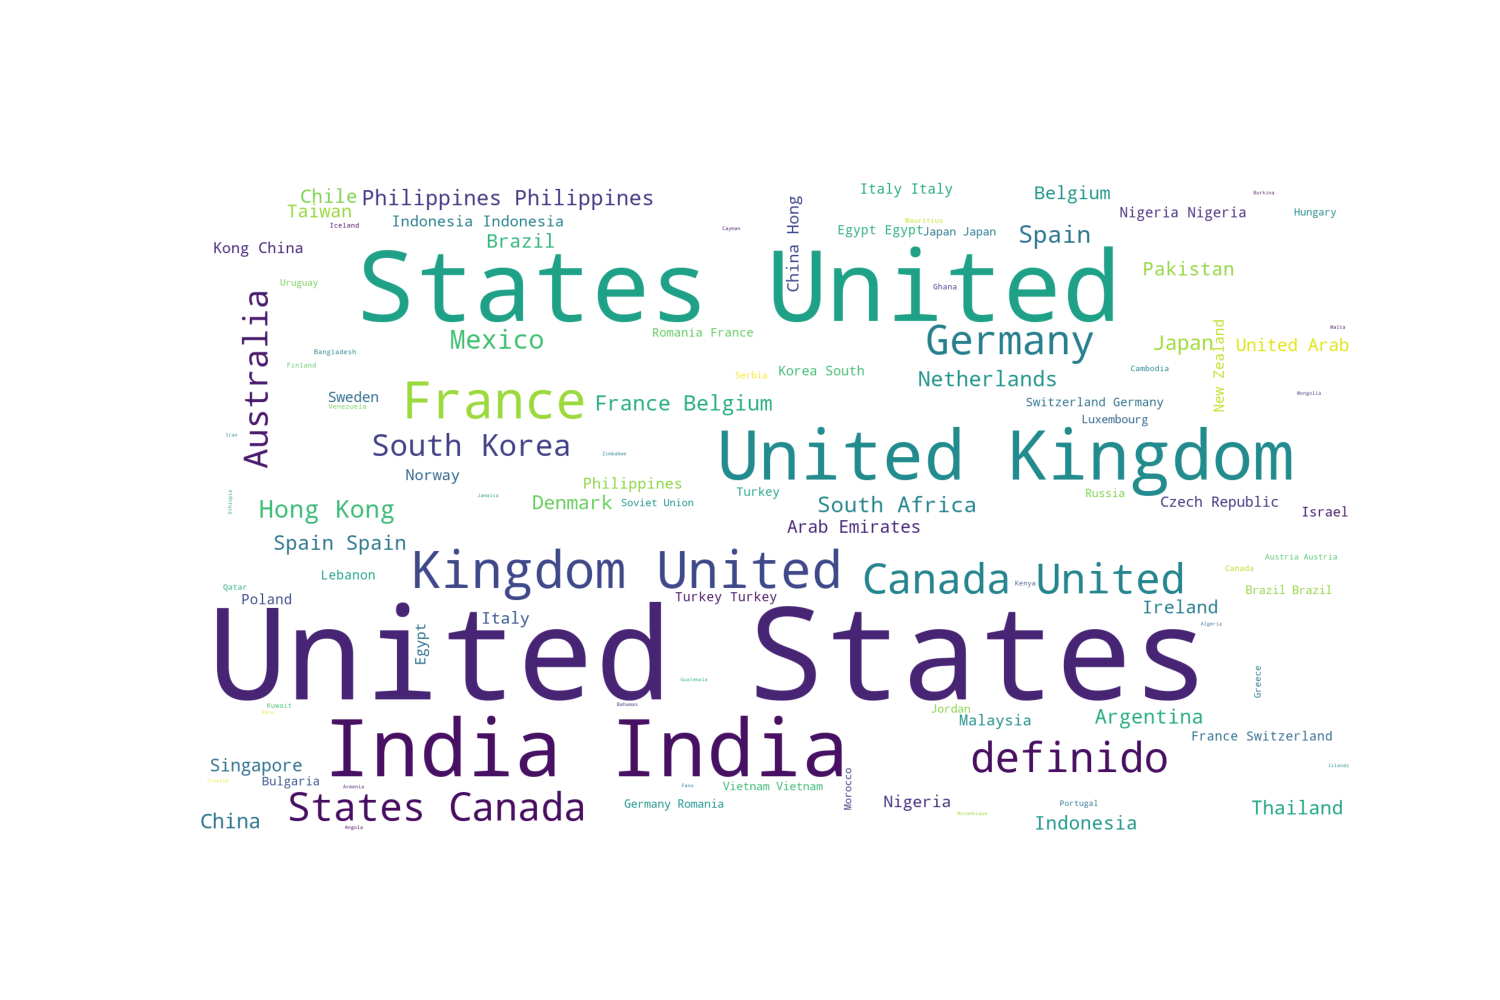 Chile
Philippines Philippines
Taiwan
Iceland
Indonesia Indonesia
Kong China
Brazil
Cayman
China Hong
Italy Italy
Mauritius
Egypt Egypt
Japan Japan
Spain
Belgium
Nigeria Nigeria
Burkina
Hungary
States United
Uruguay
Ghana
Pakistan
Australia
Mexico
Romania France
Germany
Japan
New Zealand
United Arab
Malta
Bangladesh
Finland
Serbia
Korea South
Netherlands
Cambodia
Mongolia
Sweden
Venezuela
France
France Belgium
Switzerland Germany
Luxembourg
Iran
South Korea
United Kingdom
Zimbabwe
Norway
Philippines
Turkey
Russia
Ethiopia
Jamaica
Hong Kong
Denmark
Soviet Union
South Africa
Czech Republic
Israel
Arab Emirates
Spain Spain
Lebanon
Kingdom United
Canada
United
Kenya
Austria Austria
Canada
Brazil Brazil
Qatar
Poland
Turkey Turkey
Ireland
Italy
Egypt
Algeria
United States
Guatemala
Greece
Kuwait
Peru
Bahamas
Jordan
Malaysia
Argentina
France Switzerland
India India
definido
Singapore
Islands
Croatia
Bulgaria
Armenia
Faso
Vietnam Vietnam
Morocco
States Canada
Germany Romania
Nigeria
Portugal
Mozambique
Thailand
China
Angola
Indonesia